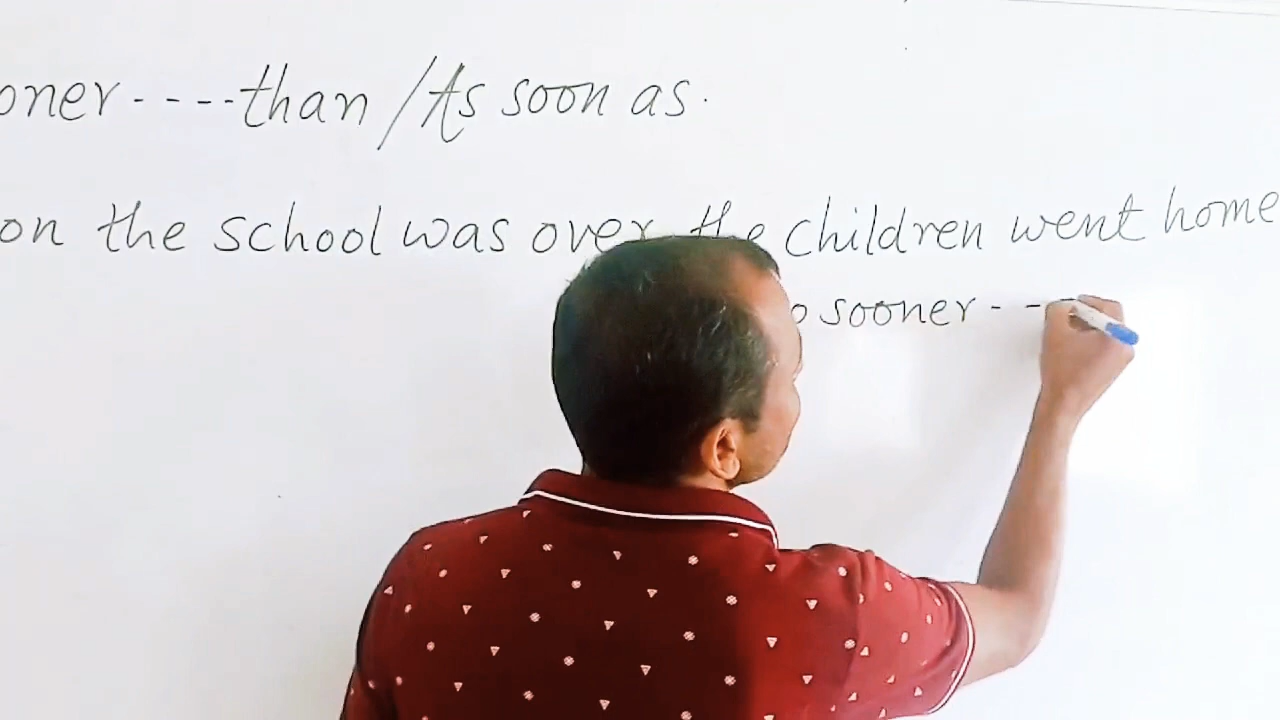 oner ----than / As soon as.
on the school was over the children went home
o sooner - --